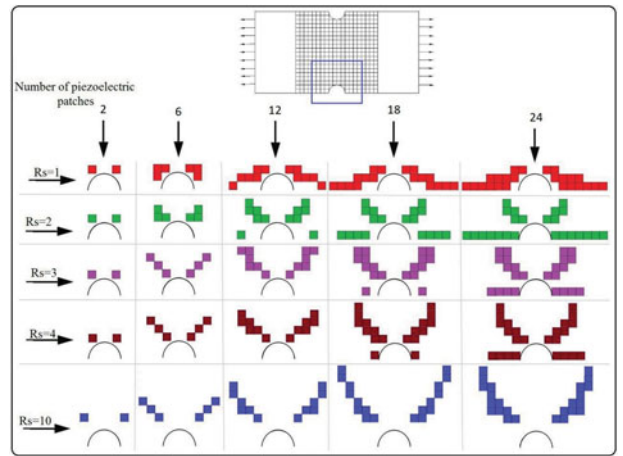 Number of piezoelectric
patches
2
6
12
18
24
Rs=1
Rs=2
Rs=3
Rs=4
Rs=10